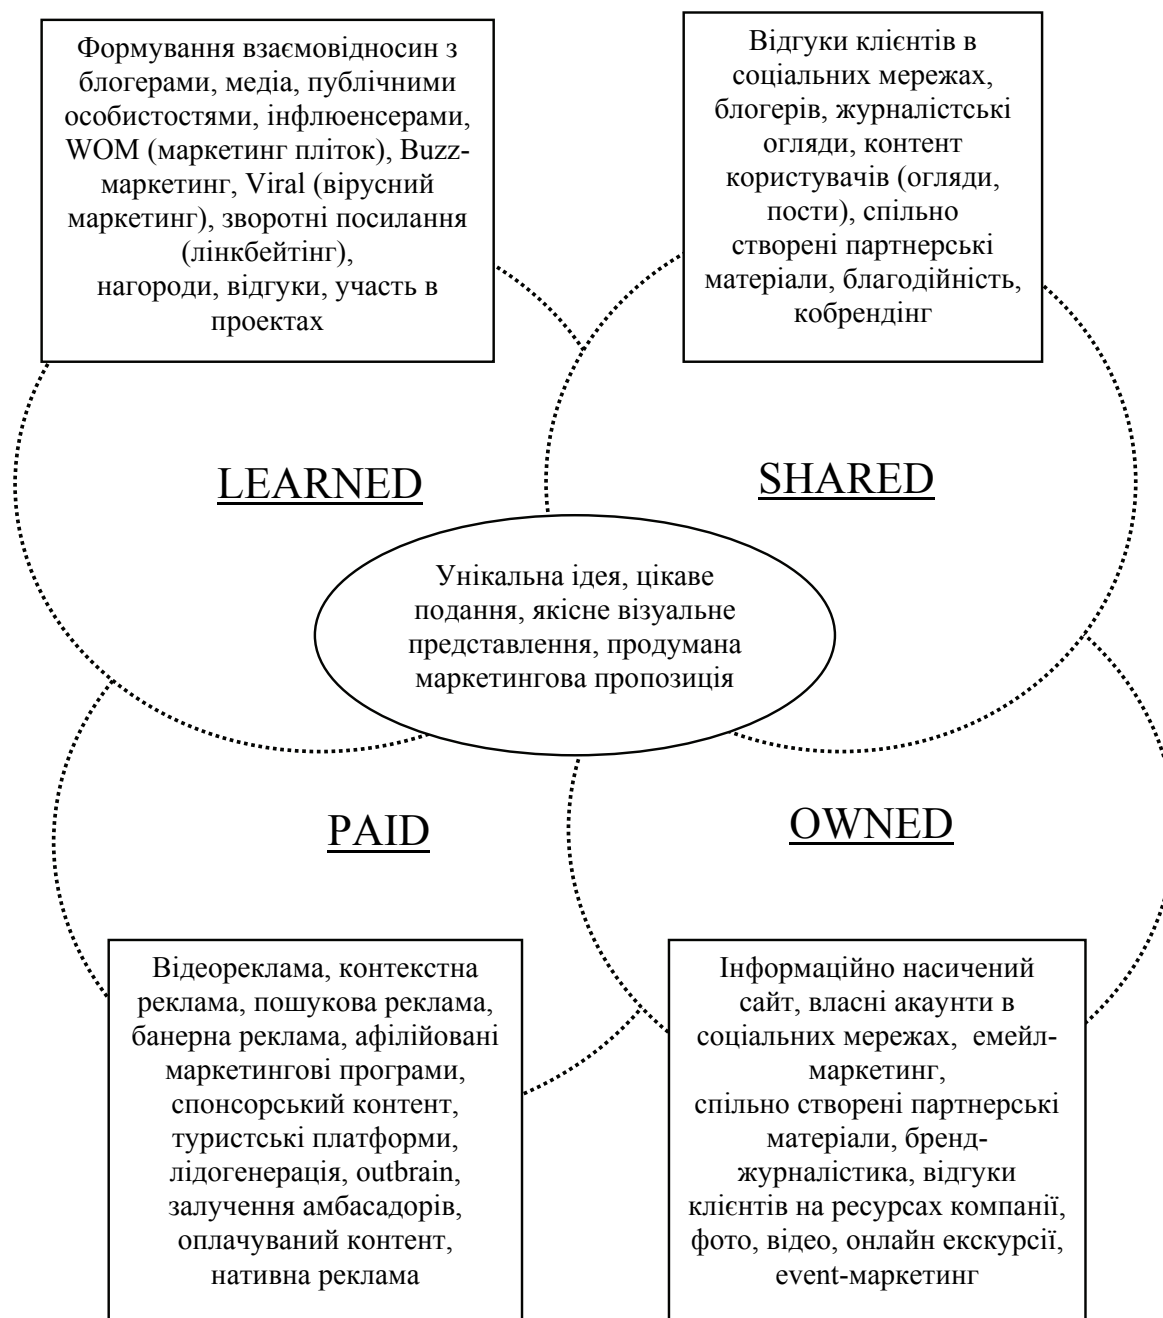 Формування взаємовідносин з
блогерами, медіа, публічними
особистостями, інфлюенсерами,
WOM (маркетинг пліток), Buzz-
маркетинг, Viral (вірусний
маркетинг), зворотні посилання
(лінкбейтінг),
нагороди, відгуки, участь в
проектах
Відгуки клієнтів в
соціальних мережах,
блогерів, журналістські
огляди, контент
користувачів (огляди,
пости), спільно
створені партнерські
матеріали, благодійність,
кобрендінг
LEARNED
SHARED
Унікальна ідея, цікаве
подання, якісне візуальне
представлення, продумана
маркетингова пропозиція
PAID
OWNED
Відеореклама, контекстна
реклама, пошукова реклама,
банерна реклама, афілійовані
маркетингові програми,
спонсорський контент,
туристські платформи,
лідогенерація, outbrain,
залучення амбасадорів,
оплачуваний контент,
нативна реклама
Інформаційно насичений
сайт, власні акаунти в
соціальних мережах, емейл-
маркетинг,
спільно створені партнерські
матеріали, бренд-
журналістика, відгуки
клієнтів на ресурсах компанії,
фото, відео, онлайн екскурсії,
event-маркетинг